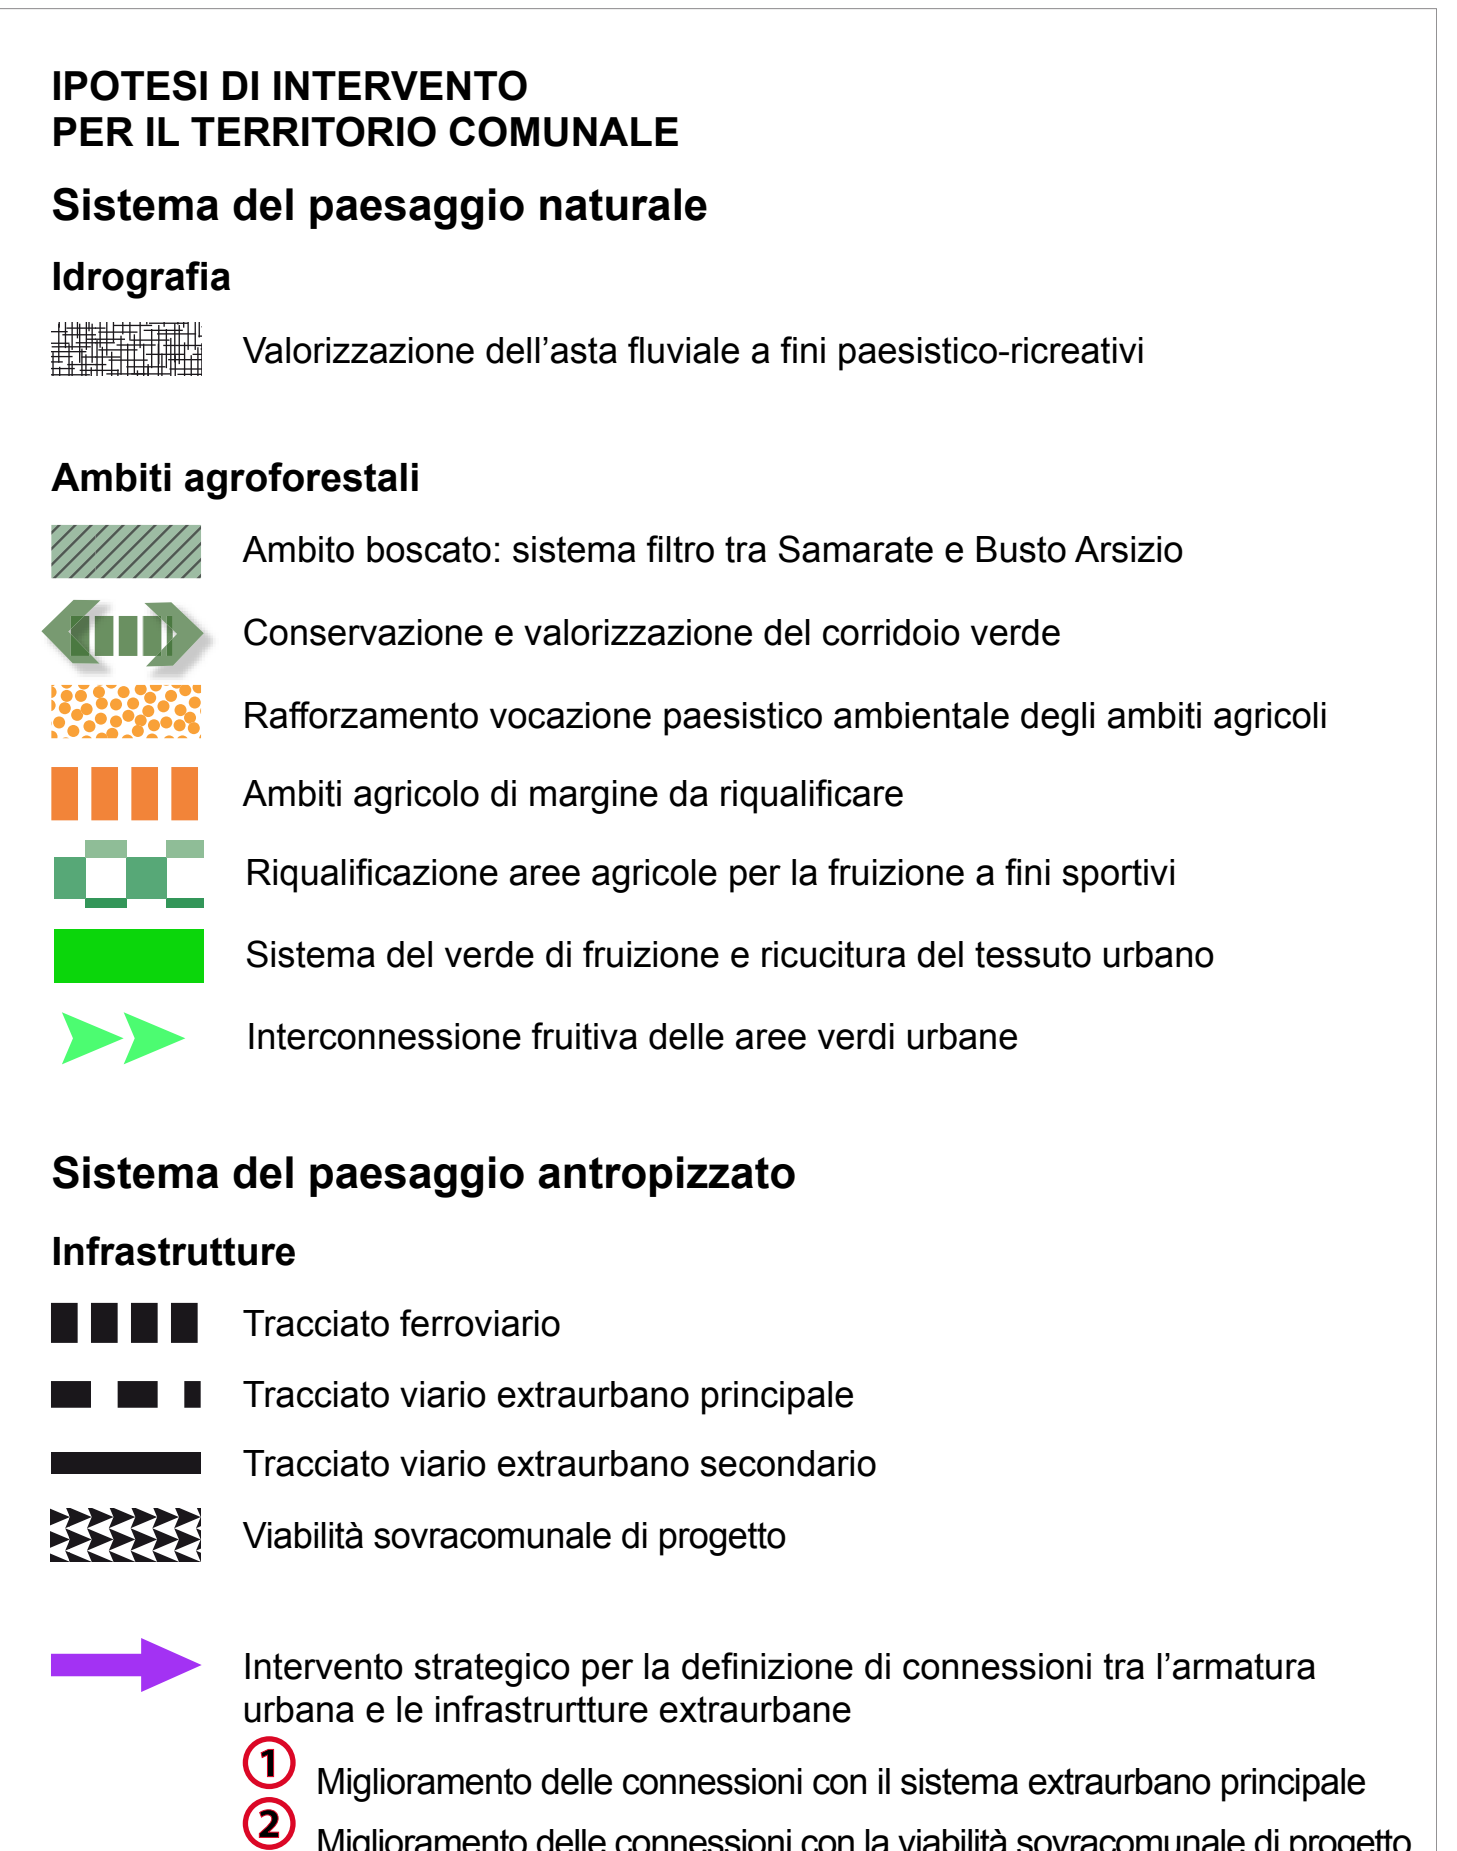 IPOTESI DI INTERVENTO
PER IL TERRITORIO COMUNALE
Sistema del paesaggio naturale
Idrografia
Valorizzazione dell’asta fluviale a fini paesistico-ricreativi
Ambiti agroforestali
Ambito boscato: sistema filtro tra Samarate e Busto Arsizio
Conservazione e valorizzazione del corridoio verde
Rafforzamento vocazione paesistico ambientale degli ambiti agricoli
Ambiti agricolo di margine da riqualificare
Riqualificazione aree agricole per la fruizione a fini sportivi
Sistema del verde di fruizione e ricucitura del tessuto urbano
Interconnessione fruitiva delle aree verdi urbane
Sistema del paesaggio antropizzato
Infrastrutture
Tracciato ferroviario
Tracciato viario extraurbano principale
Tracciato viario extraurbano secondario
Viabilità sovracomunale di progetto
Intervento strategico per la definizione di connessioni tra l’armatura
urbana e le infrastrurtture extraurbane
1 Miglioramento delle connessioni con il sistema extraurbano principale
2 Miglioramento delle connessioni con la viabilità sovracomunale di progetto